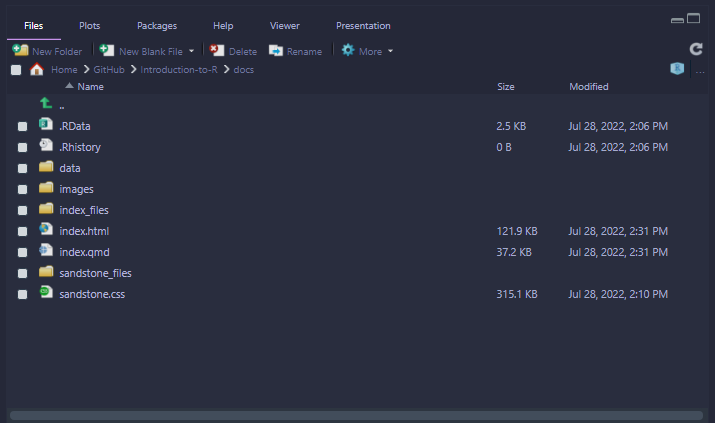 Files Plots Packages Help Viewer Presentation
New Folder New Blank File Delete Rename More
Home GitHub Introduction-to-R docs ...
Name Size Modified
..
.RData 2.5 KB Jul 28, 2022, 2:06 PM
.Rhistory 0 B Jul 28, 2022, 2:06 PM
data
images
index_files
index.html 121.9 KB Jul 28, 2022, 2:31 PM
index.qmd 37.2 KB Jul 28, 2022, 2:31 PM
sandstone_files
sandstone.css 315.1 KB Jul 28, 2022, 2:10 PM